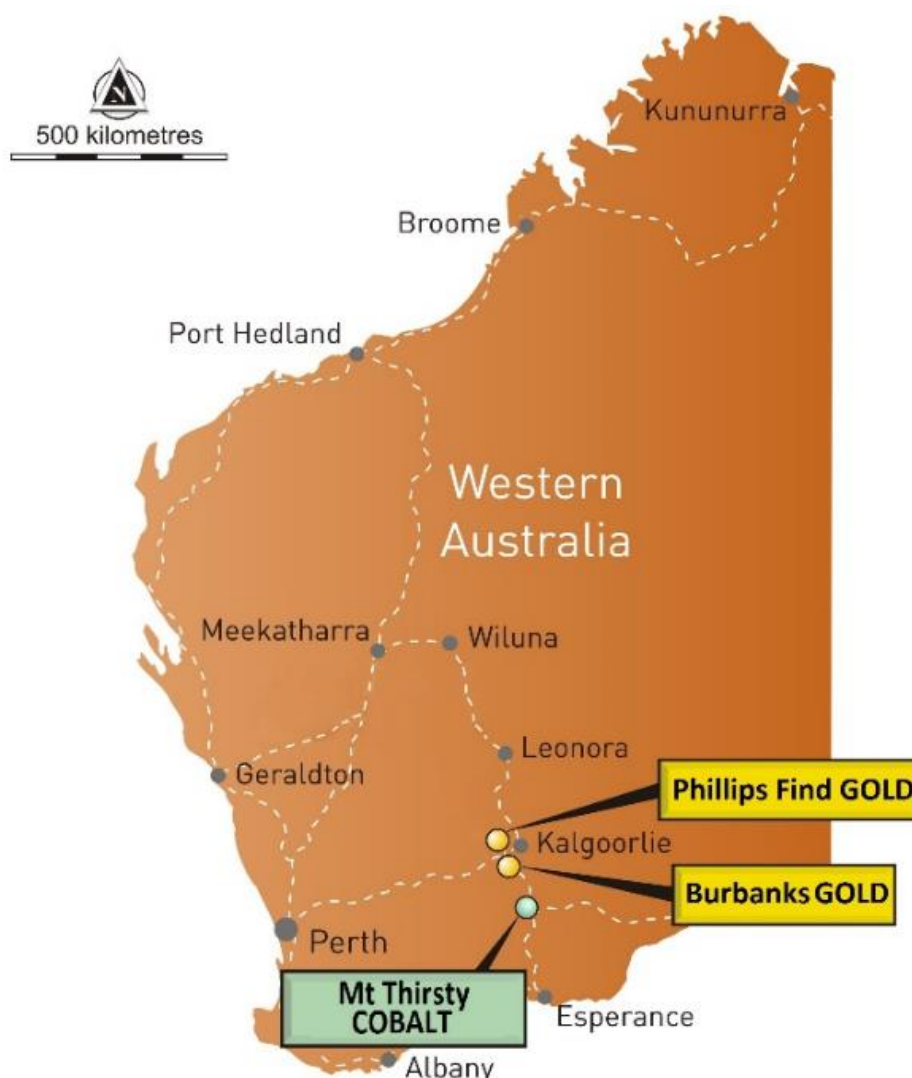 N
500 kilometres
Kununurra
Broome
Port Hedland
Western
Australia
Meekatharra
Wiluna
Leonora
Geraldton
Phillips Find GOLD
Kalgoorlie
Burbanks GOLD
Perth
Mt Thirsty
COBALT
Esperance
Albany